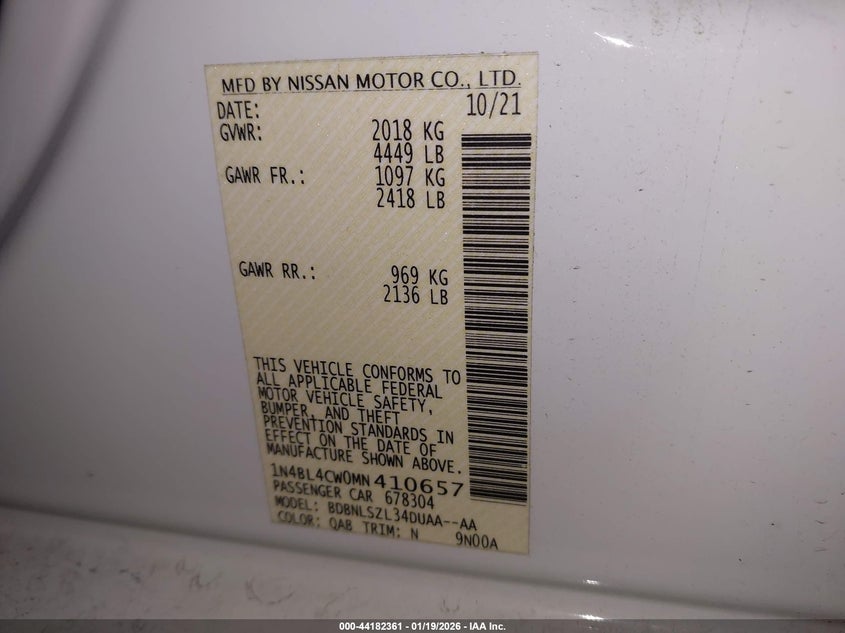 MFD BY NISSAN MOTOR CO., LTD.
DATE: 10/21
GVWR: 2018 KG
4449 LB
GAWR FR.: 1097 KG
2418 LB
GAWR RR.: 969 KG
2136 LB
THIS VEHICLE CONFORMS TO
ALL APPLICABLE FEDERAL
MOTOR VEHICLE SAFETY,
BUMPER, AND THEFT
PREVENTION STANDARDS IN
EFFECT ON THE DATE OF
MANUFACTURE SHOWN ABOVE.
1N4BL4CW0MN410657
PASSENGER CAR 678304
MODEL: BDBNLSZL34DUAA--AA
COLOR: QAB TRIM: N 9N00A
000-44182361 - 01/19/2026 - IAA Inc.